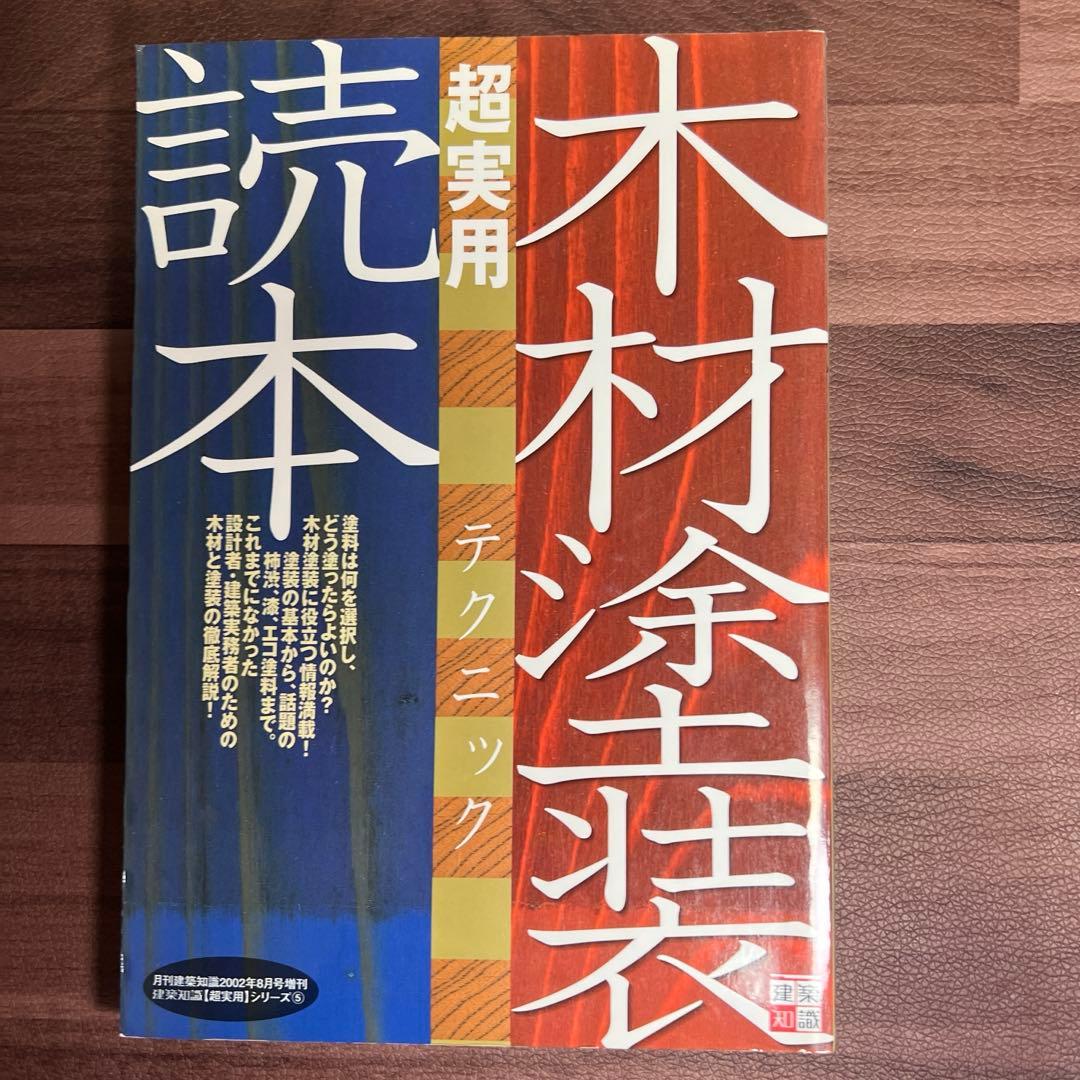 木材塗装
超実用
テクニック
読本
塗料は何を選択し、
どう塗ったらよいのか?
木材塗装に役立つ情報満載!
塗装の基本から、話題の
柿渋、漆、エコ塗料まで。
これまでになかった
設計者・建築実務者のための
木材と塗装の徹底解説!
月刊建築知識2002年8月号増刊
建築知識【超実用】シリーズ⑤
建築
知識